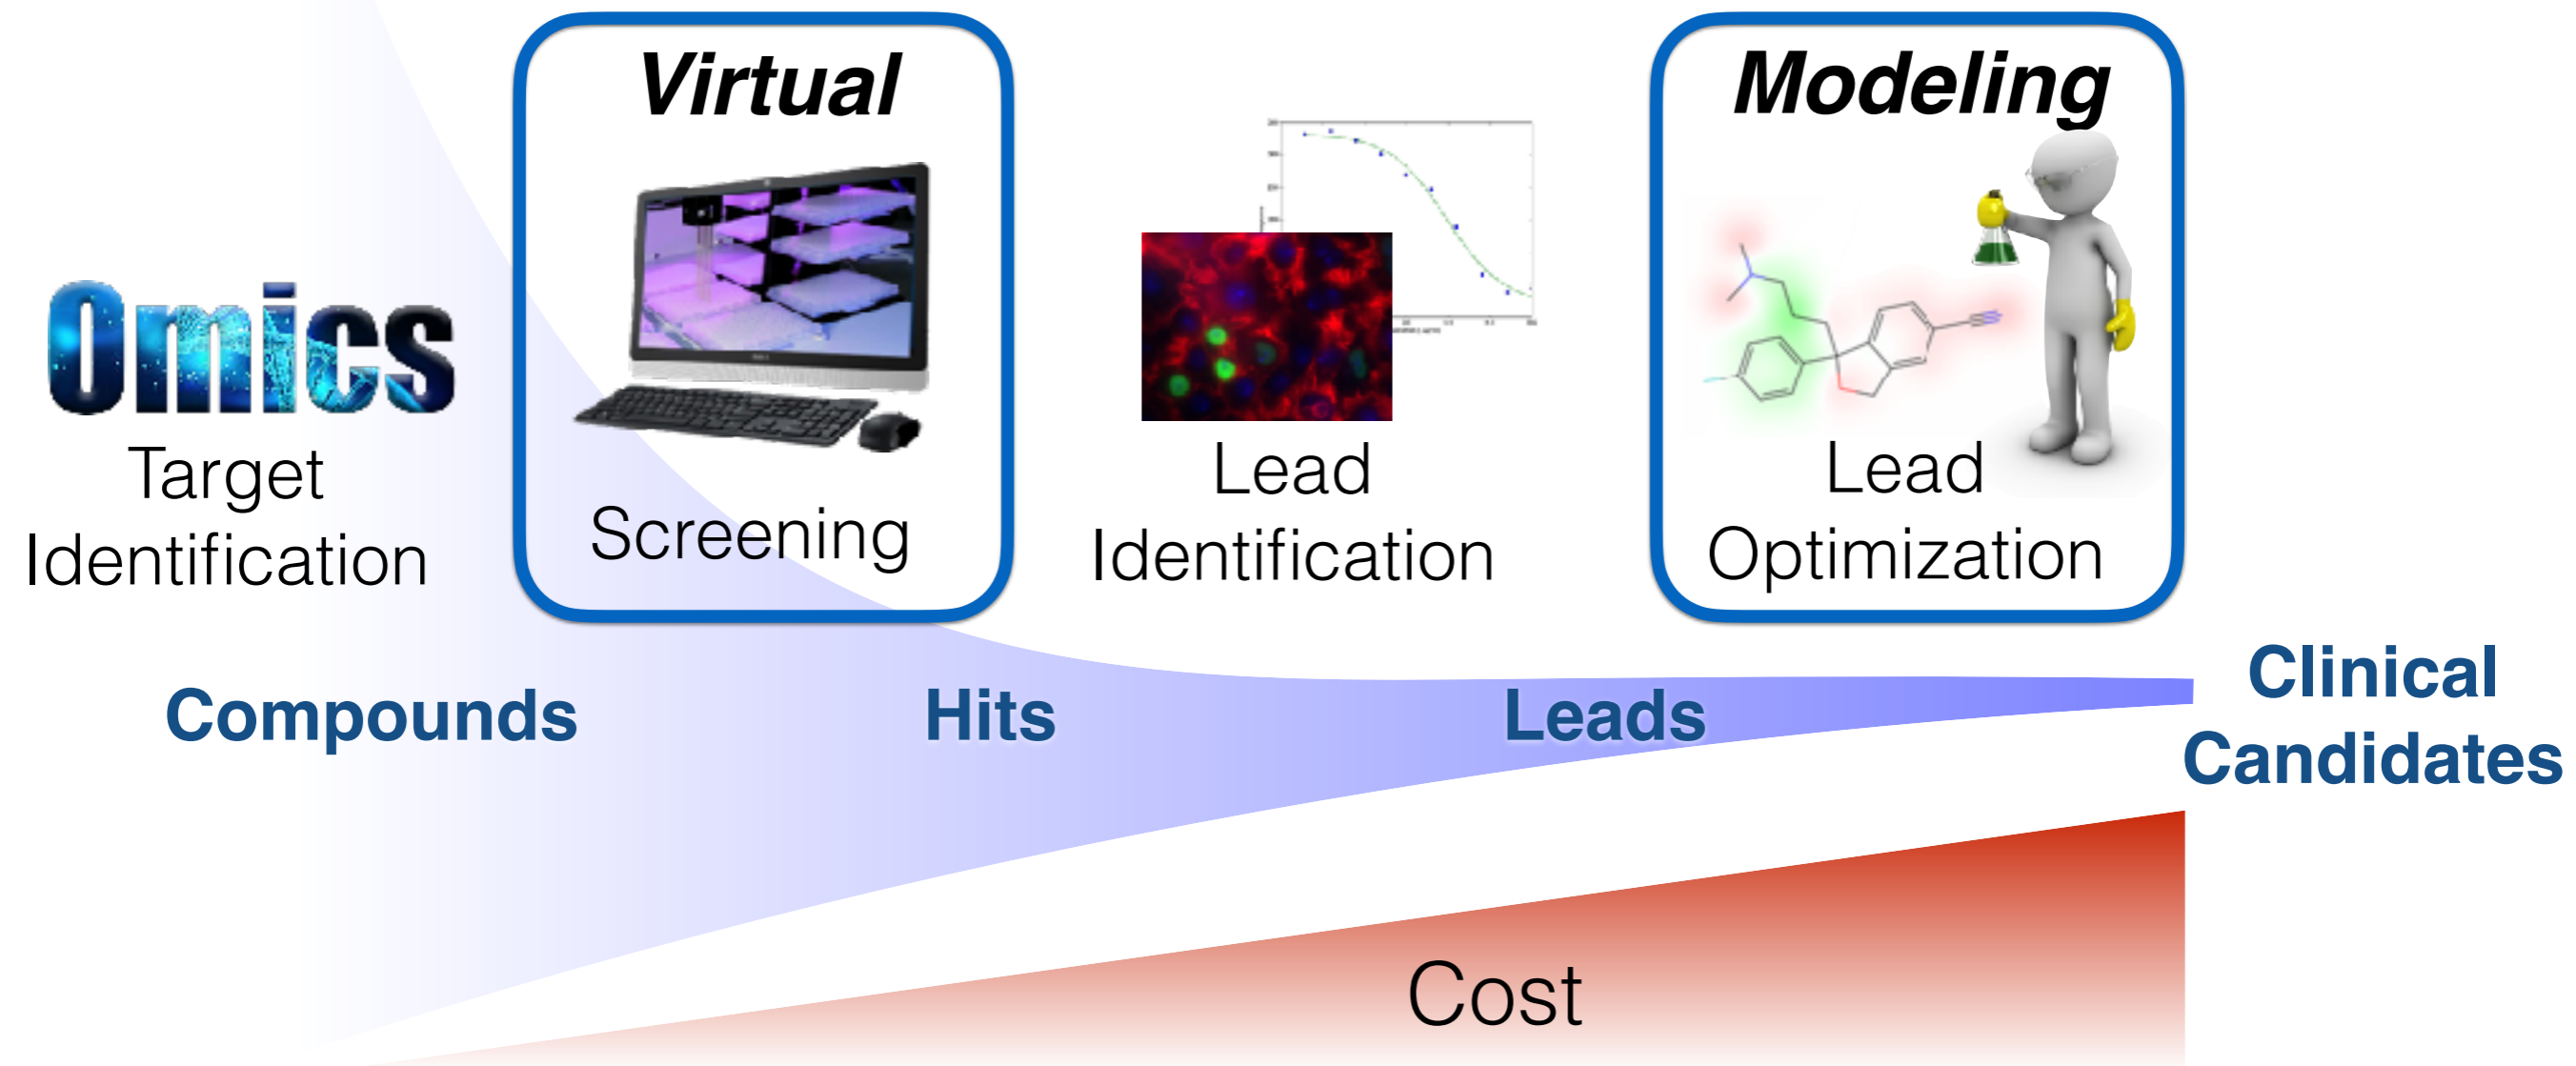 Omics
Target
Identification
Virtual
Screening
Lead
Identification
Modeling
Lead
Optimization
Compounds
Hits
Leads
Clinical
Candidates
Cost